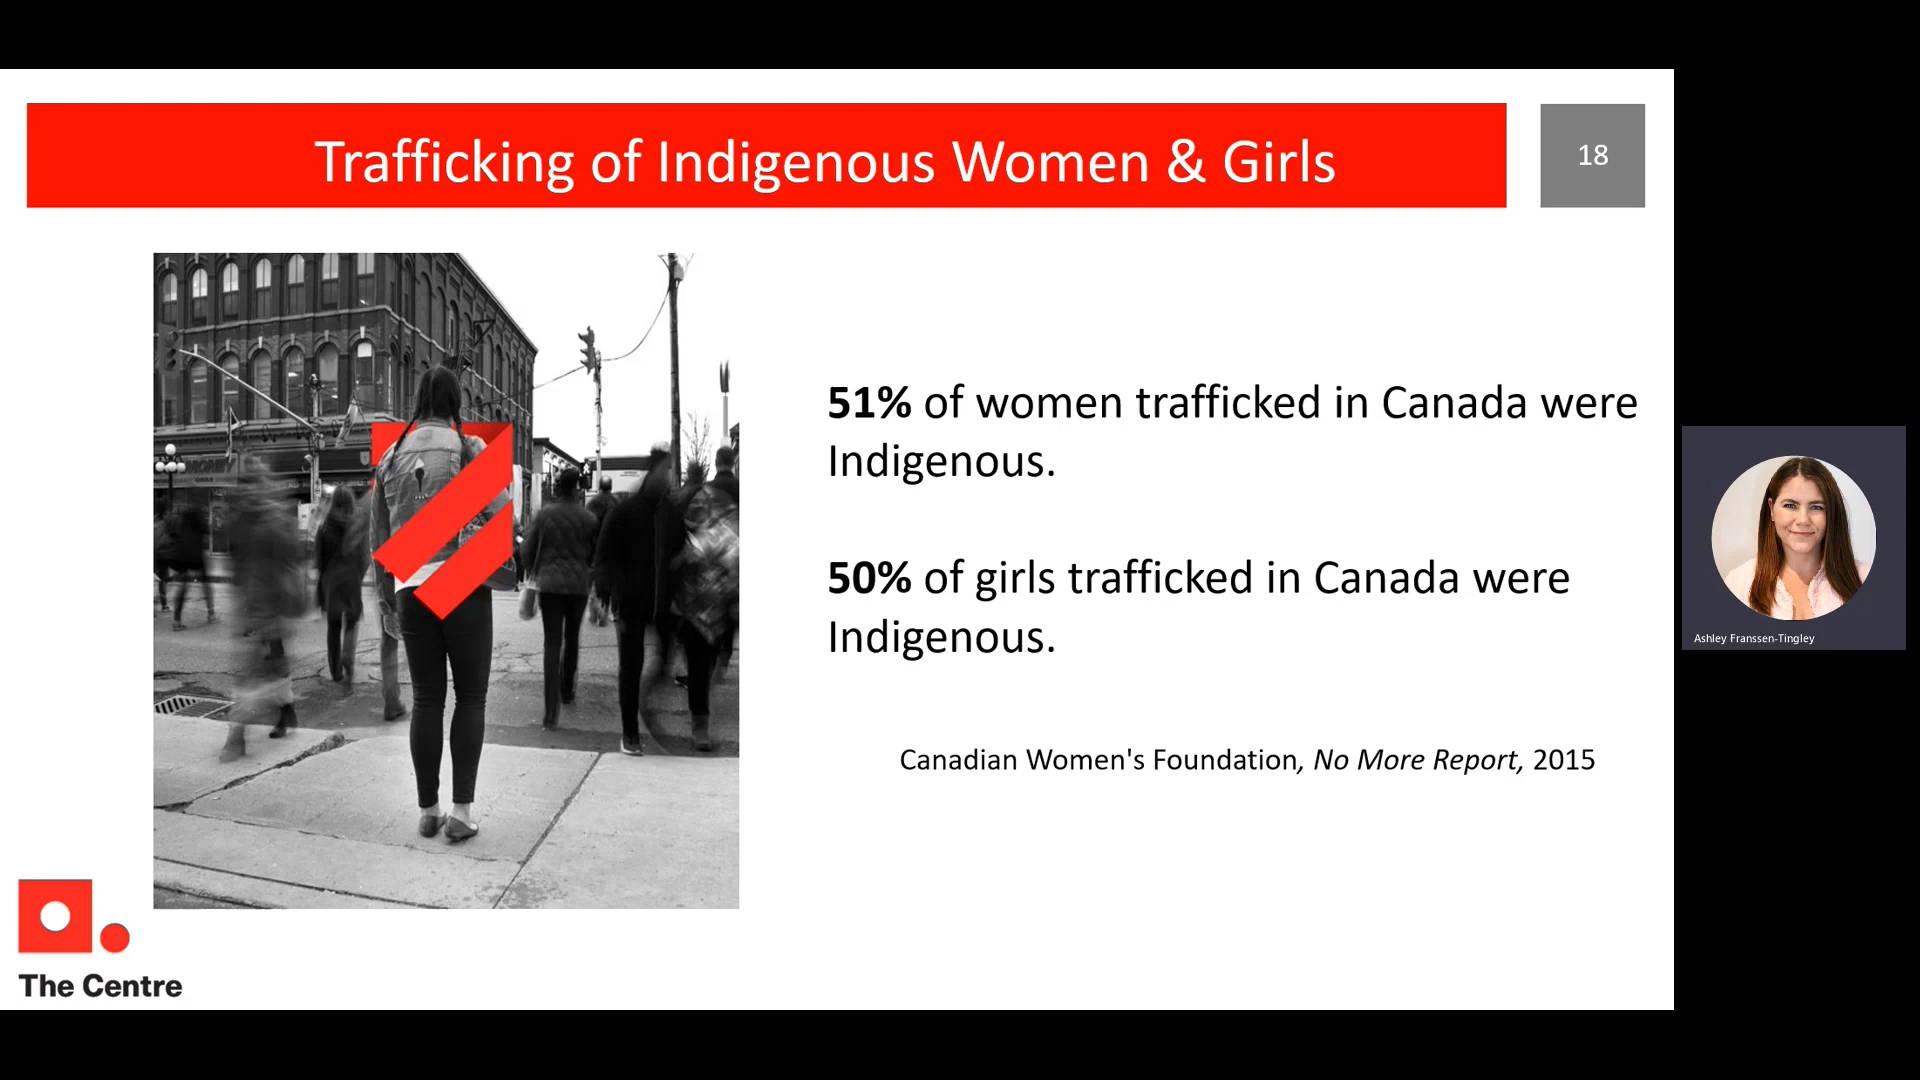 Trafficking of Indigenous Women & Girls
18
51% of women trafficked in Canada were
Indigenous.
50% of girls trafficked in Canada were
Indigenous.
Canadian Women's Foundation, No More Report, 2015
MONEY
The Centre
Ashley Franssen-Tingley